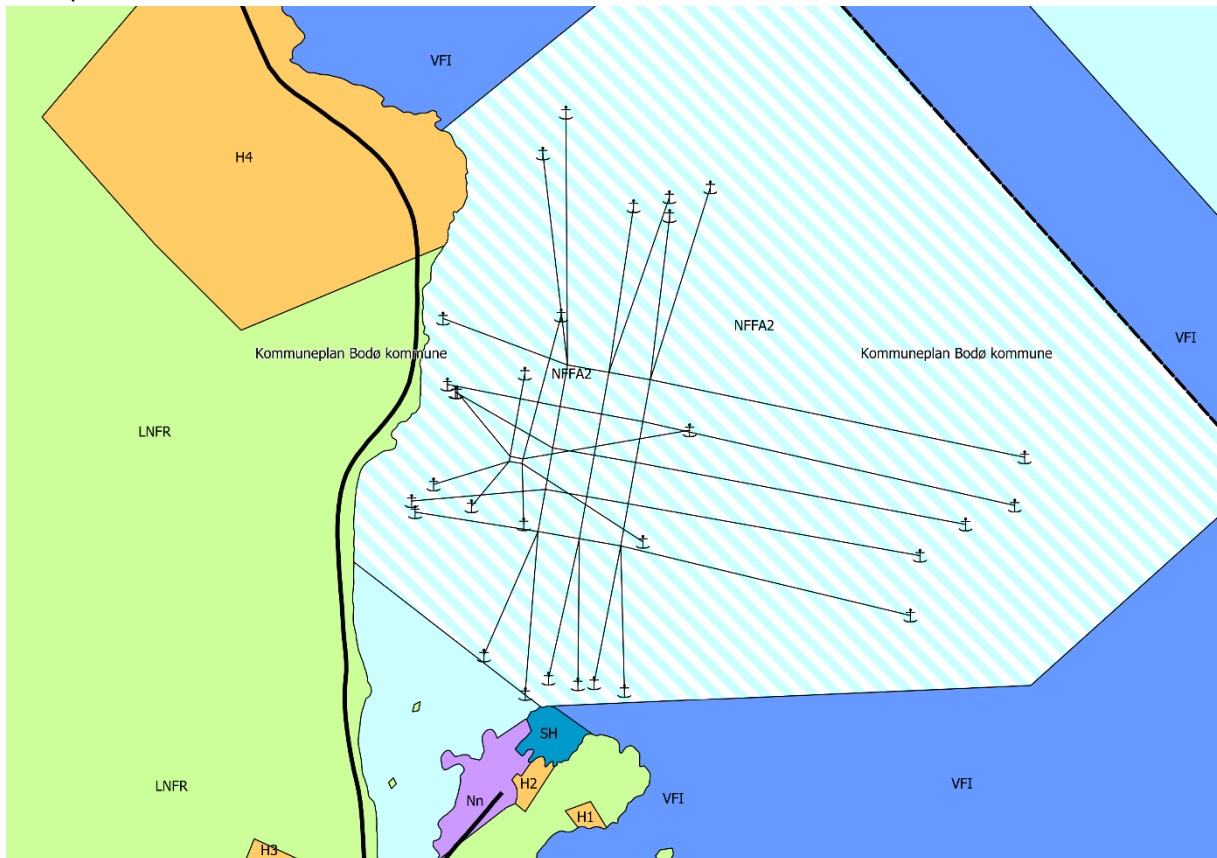 VFI
H4
NFFA2
VFI
Kommuneplan Bodø kommune
Kommuneplan Bodø kommune
NFFA2
LNFR
SH
LNFR
H2
VFI
Nn
VFI
H1
H3